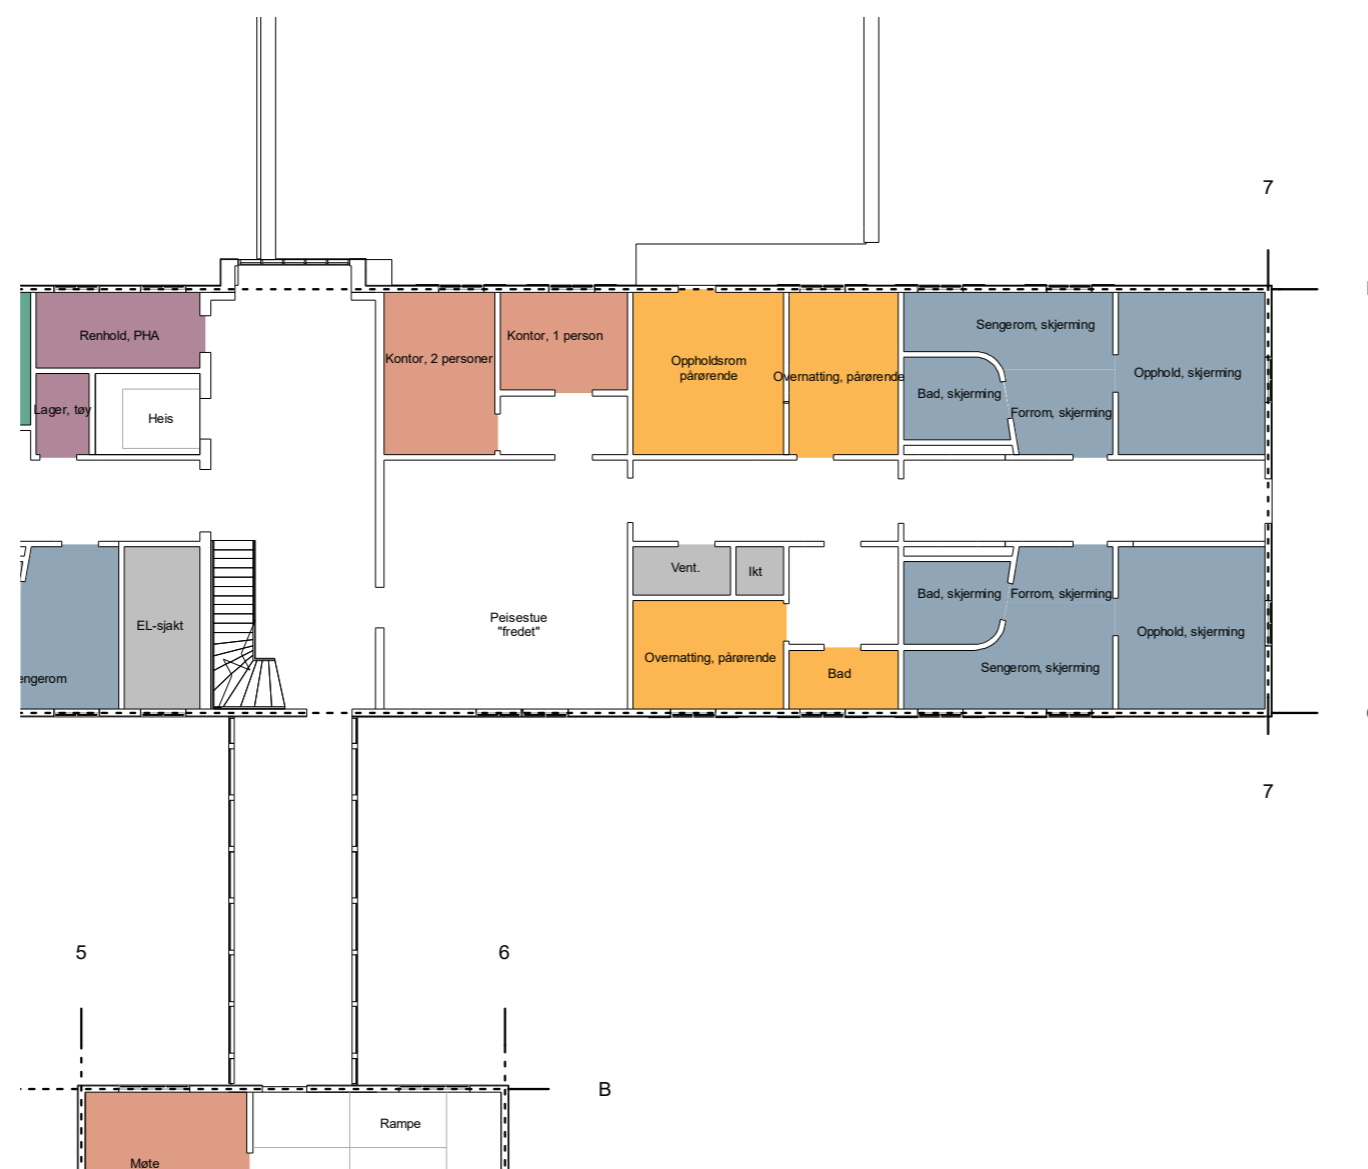 7
Renhold, PHA
Kontor, 2 personer
Kontor, 1 person
Oppholdsrom
pårørende
Overnatting, pårørende
Sengerom, skjerming
Opphold, skjerming
Bad, skjerming
Forrom, skjerming
Lager, tøy
Heis
Vent.
Ikt
Bad, skjerming
Forrom, skjerming
EL-sjakt
Peisestue
"fredet"
Opphold, skjerming
Overnatting, pårørende
Sengerom, skjerming
Bad
engerom
7
5
6
B
Rampe
Møte